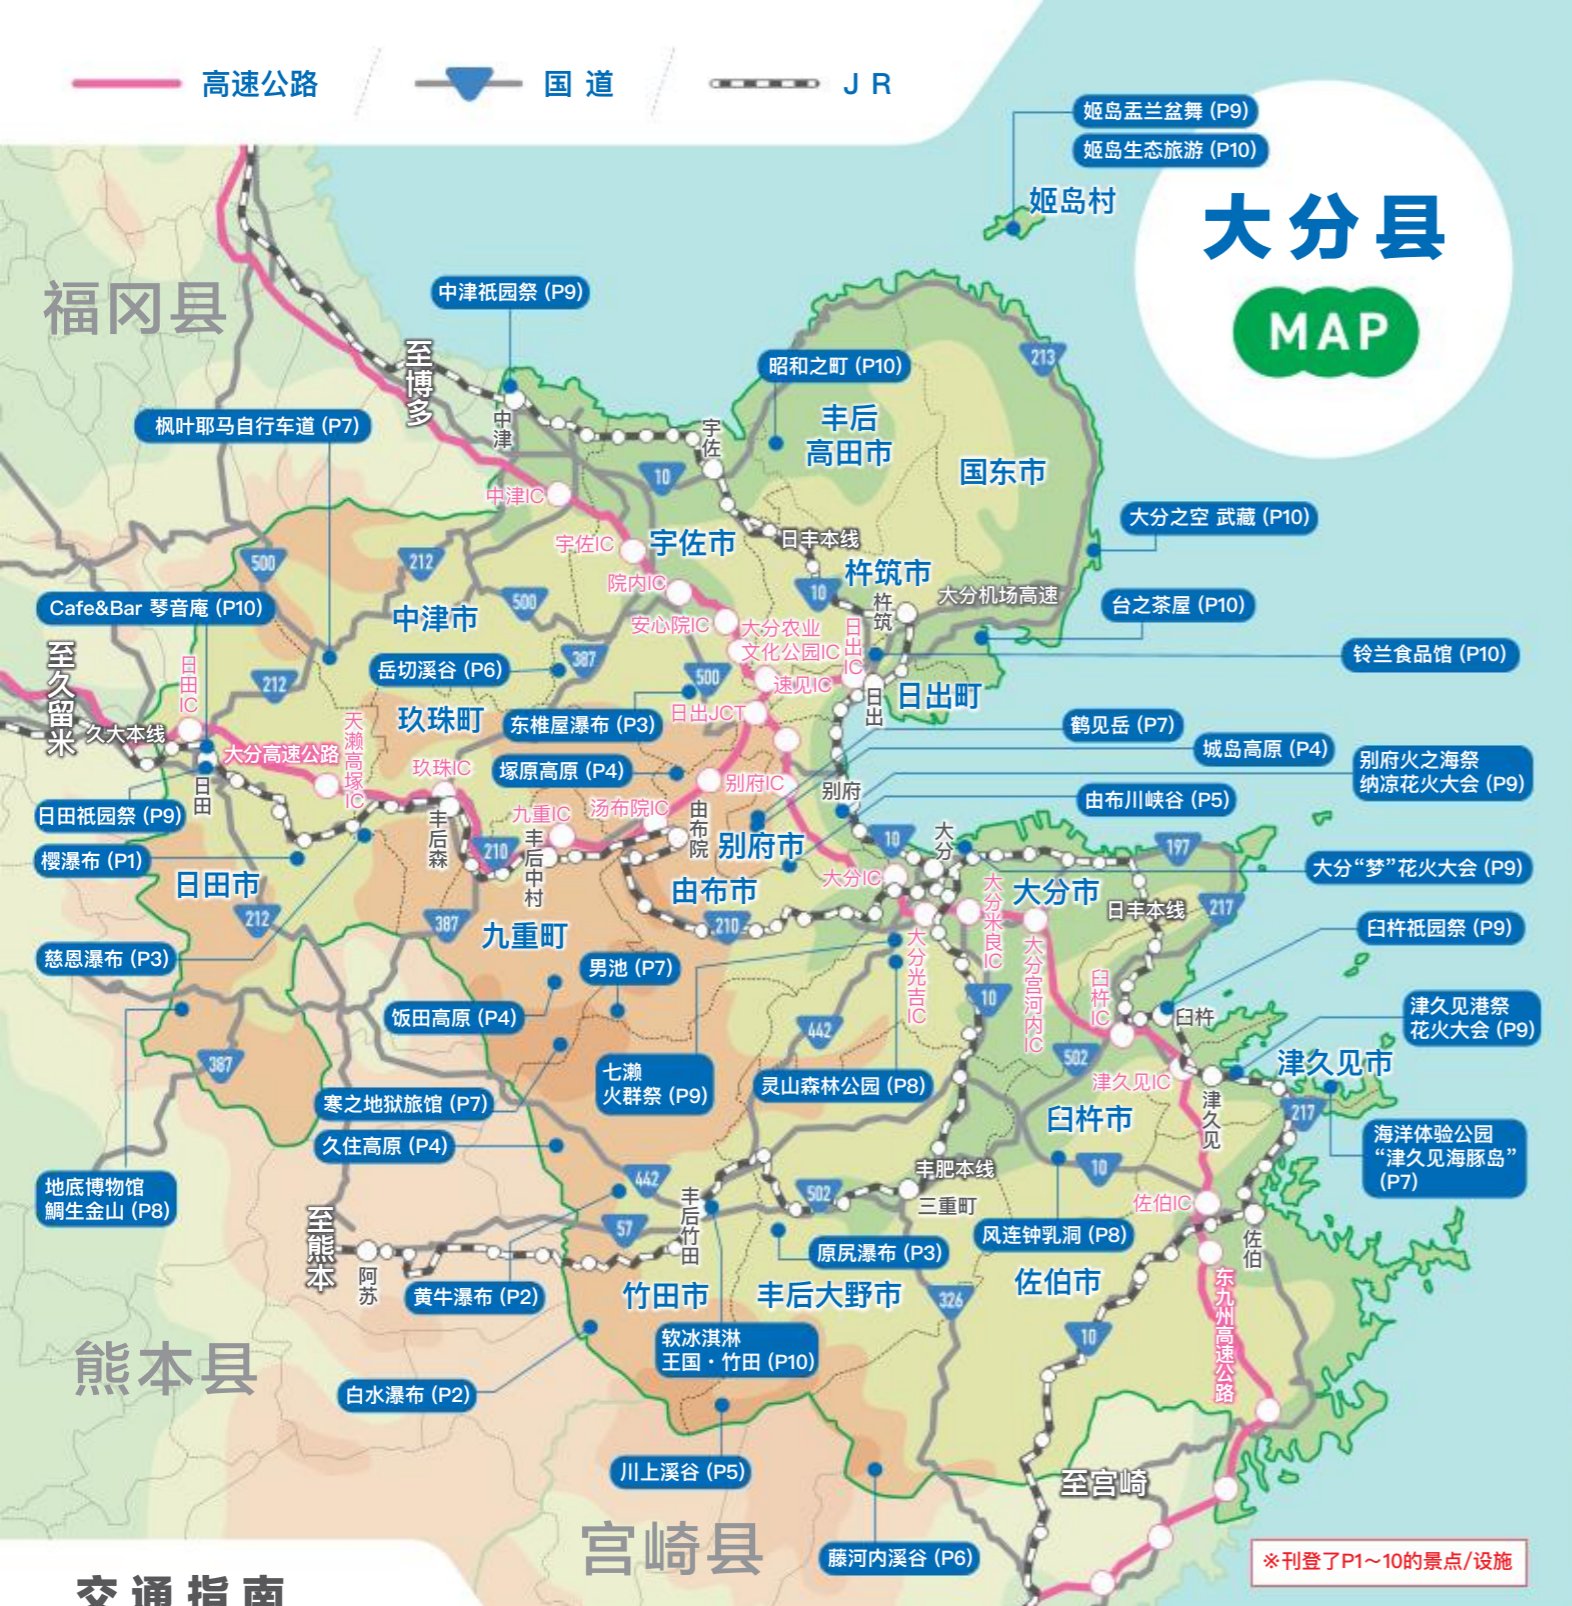 高速公路
国道
JR
大分县
MAP
姬岛盂兰盆舞 (P9)
姬岛生态旅游 (P10)
姬岛村
福冈县
中津祇园祭 (P9)
至博多
昭和之町 (P10)
213
丰后
高田市
国东市
枫叶耶马自行车道 (P7)
中津
宇佐
10
中津IC
大分之空 武藏 (P10)
宇佐IC
宇佐市
日丰本线
500
212
院内IC
杵筑市
10
杵筑
大分机场高速
Cafe&Bar 琴音庵 (P10)
中津市
500
安心院IC
大分农业
文化公园IC
日出IC
台之茶屋 (P10)
至久留米
日田IC
212
岳切溪谷 (P6)
387
500
速见IC
铃兰食品馆 (P10)
日出
日出町
久大本线
大分高速公路
天濑高塚IC
玖珠町
东椎屋瀑布 (P3)
日出JCT
鹤见岳 (P7)
城岛高原 (P4)
别府火之海祭
纳凉花火大会 (P9)
玖珠IC
塚原高原 (P4)
别府IC
别府
由布川峡谷 (P5)
日田
日田祇园祭 (P9)
九重IC
汤布院IC
由布院
丰后森
210
丰后中村
别府市
10
大分
197
樱瀑布 (P1)
日田市
由布市
大分IC
大分米良IC
大分市
大分“梦”花火大会 (P9)
212
387
九重町
210
日丰本线
217
臼杵祇园祭 (P9)
慈恩瀑布 (P3)
男池 (P7)
大分光吉IC
大分宫河内IC
臼杵IC
饭田高原 (P4)
10
臼杵
津久见港祭
花火大会 (P9)
442
502
387
七濑
火群祭 (P9)
灵山森林公园 (P8)
津久见IC
津久见市
寒之地狱旅馆 (P7)
津久见
217
臼杵市
久住高原 (P4)
海洋体验公园
“津久见海豚岛”
(P7)
地底博物馆
鲷生金山 (P8)
442
丰后竹田
502
丰肥本线
三重町
10
佐伯IC
至熊本
57
风连钟乳洞 (P8)
佐伯
阿苏
黄牛瀑布 (P2)
原尻瀑布 (P3)
竹田市
丰后大野市
326
佐伯市
东九州高速公路
10
软冰淇淋
王国・竹田 (P10)
熊本县
白水瀑布 (P2)
川上溪谷 (P5)
至宫崎
宫崎县
藤河内溪谷 (P6)
※刊登了P1～10的景点/设施
交通指南